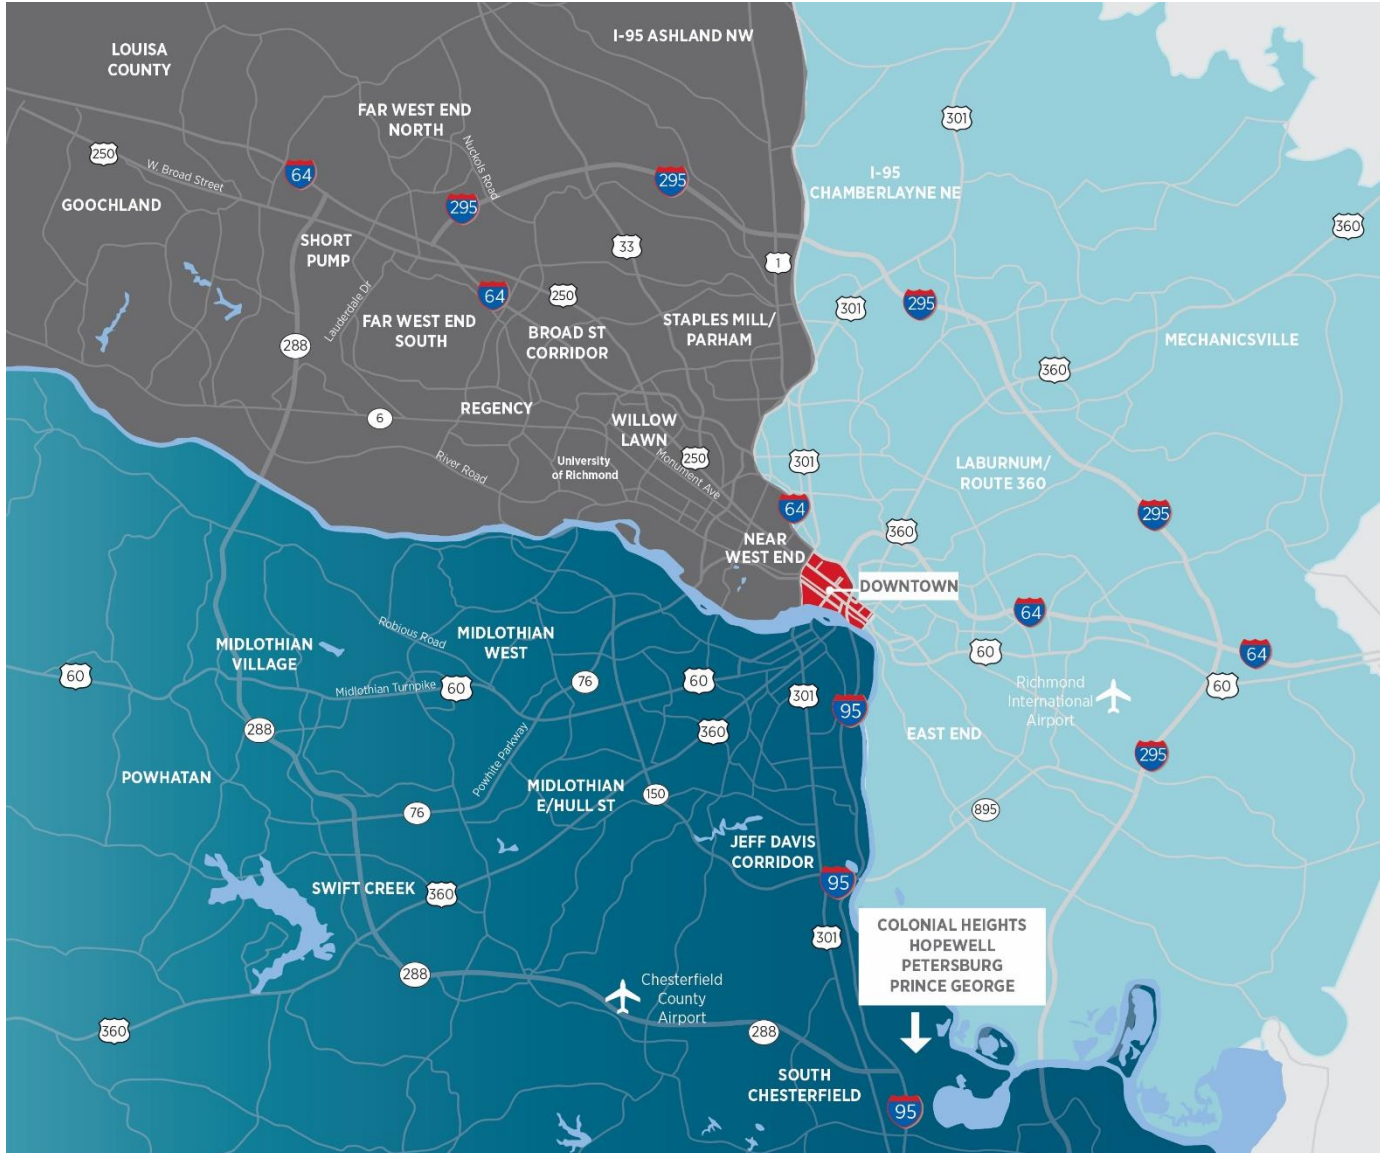 I-95 ASHLAND NW
LOUISA
COUNTY
FAR WEST END
NORTH
301
Nuckols Road
250
W. Broad Street
64
295
I-95
CHAMBERLAYNE NE
GOOCHLAND
295
360
SHORT
PUMP
33
1
64
250
301
295
Lauderdale Dr
FAR WEST END
SOUTH
BROAD ST
CORRIDOR
STAPLES MILL/
PARHAM
MECHANICSVILLE
288
360
REGENCY
6
WILLOW
LAWN
250
Monument Ave
River Road
University
of Richmond
301
LABURNUM/
ROUTE 360
64
295
360
NEAR
WEST END
DOWNTOWN
64
Robious Road
MIDLOTHIAN
WEST
MIDLOTHIAN
VILLAGE
60
64
60
Midlothian Turnpike
60
76
60
301
Richmond
International
Airport
60
95
288
360
EAST END
295
Powhite Parkway
POWHATAN
MIDLOTHIAN
E/HULL ST
150
76
895
JEFF DAVIS
CORRIDOR
SWIFT CREEK
360
95
301
COLONIAL HEIGHTS
HOPEWELL
PETERSBURG
PRINCE GEORGE
288
Chesterfield
County
Airport
360
288
SOUTH
CHESTERFIELD
95